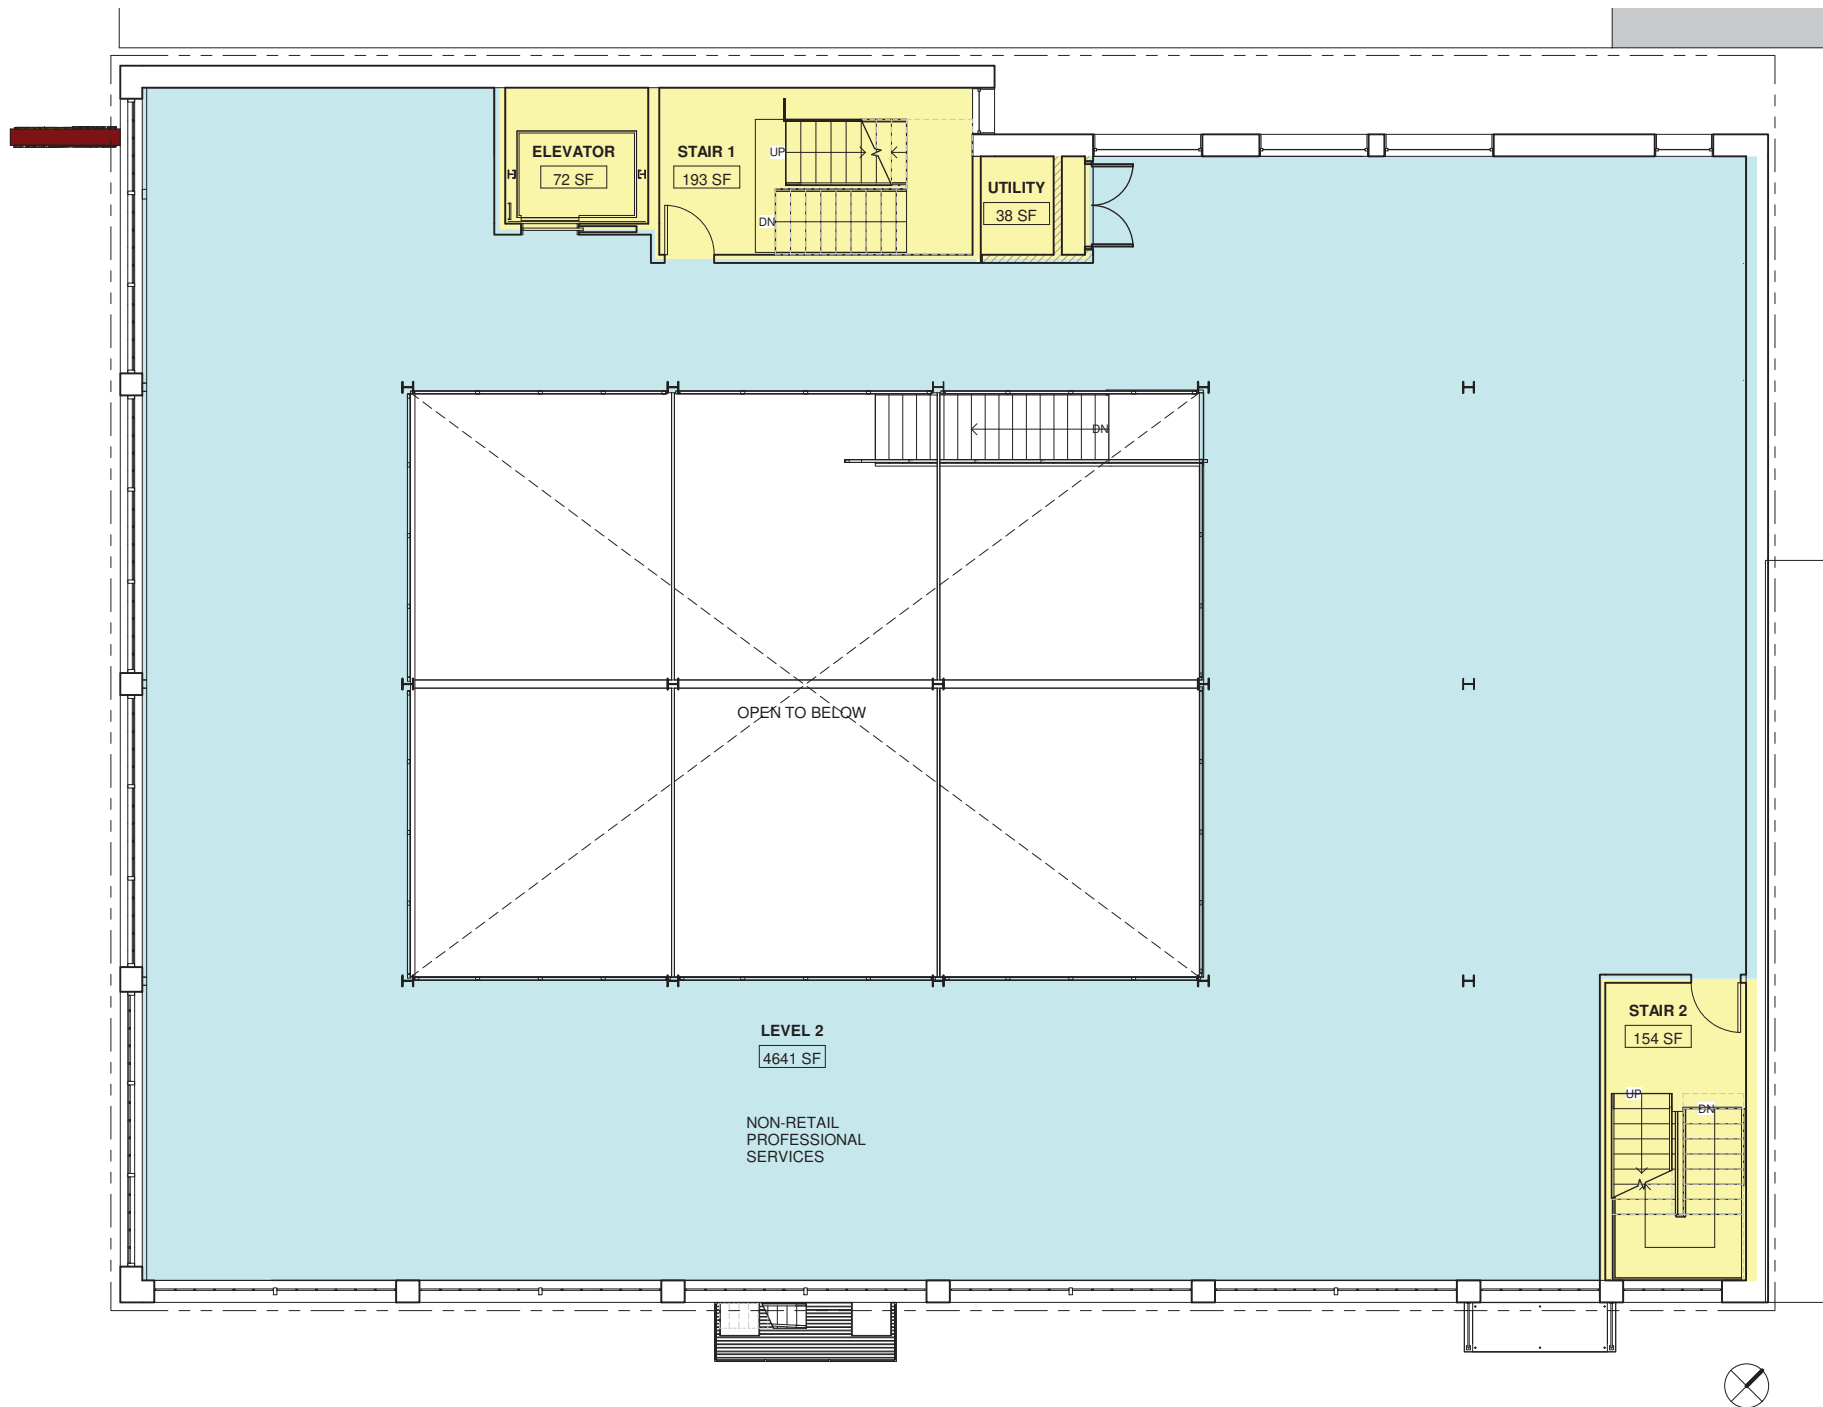 ELEVATOR
72 SF
STAIR 1
193 SF
UP
DN
UTILITY
38 SF
DN
OPEN TO BELOW
LEVEL 2
4641 SF
NON-RETAIL
PROFESSIONAL
SERVICES
STAIR 2
154 SF
UP
DN